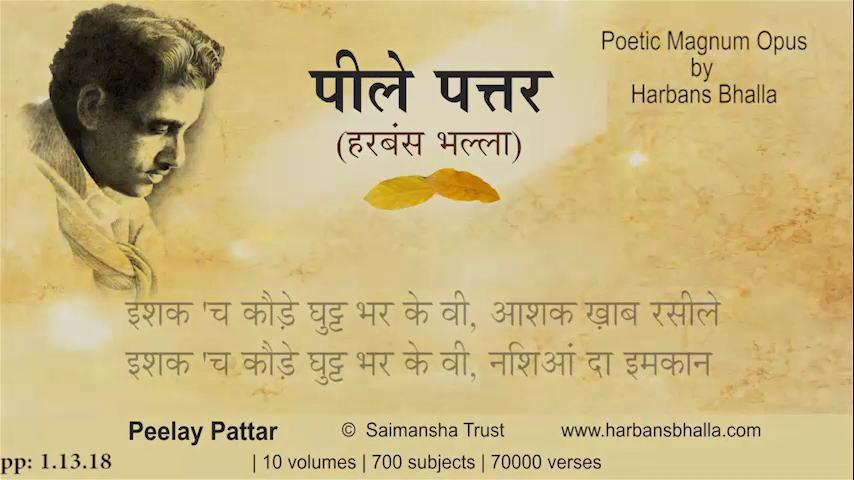 पीले पत्तर
(हरबंस भल्ला)
Poetic Magnum Opus
by
Harbans Bhalla
इशक 'च कौड़े घुट्ट भर के वी, आशक ख़ाब रसीले
इशक 'च कौड़े घुट्ट भर के वी, नशिआं दा इमकान
Peelay Pattar © Saimansha Trust www.harbansbhalla.com
pp: 1.13.18 | 10 volumes | 700 subjects | 70000 verses